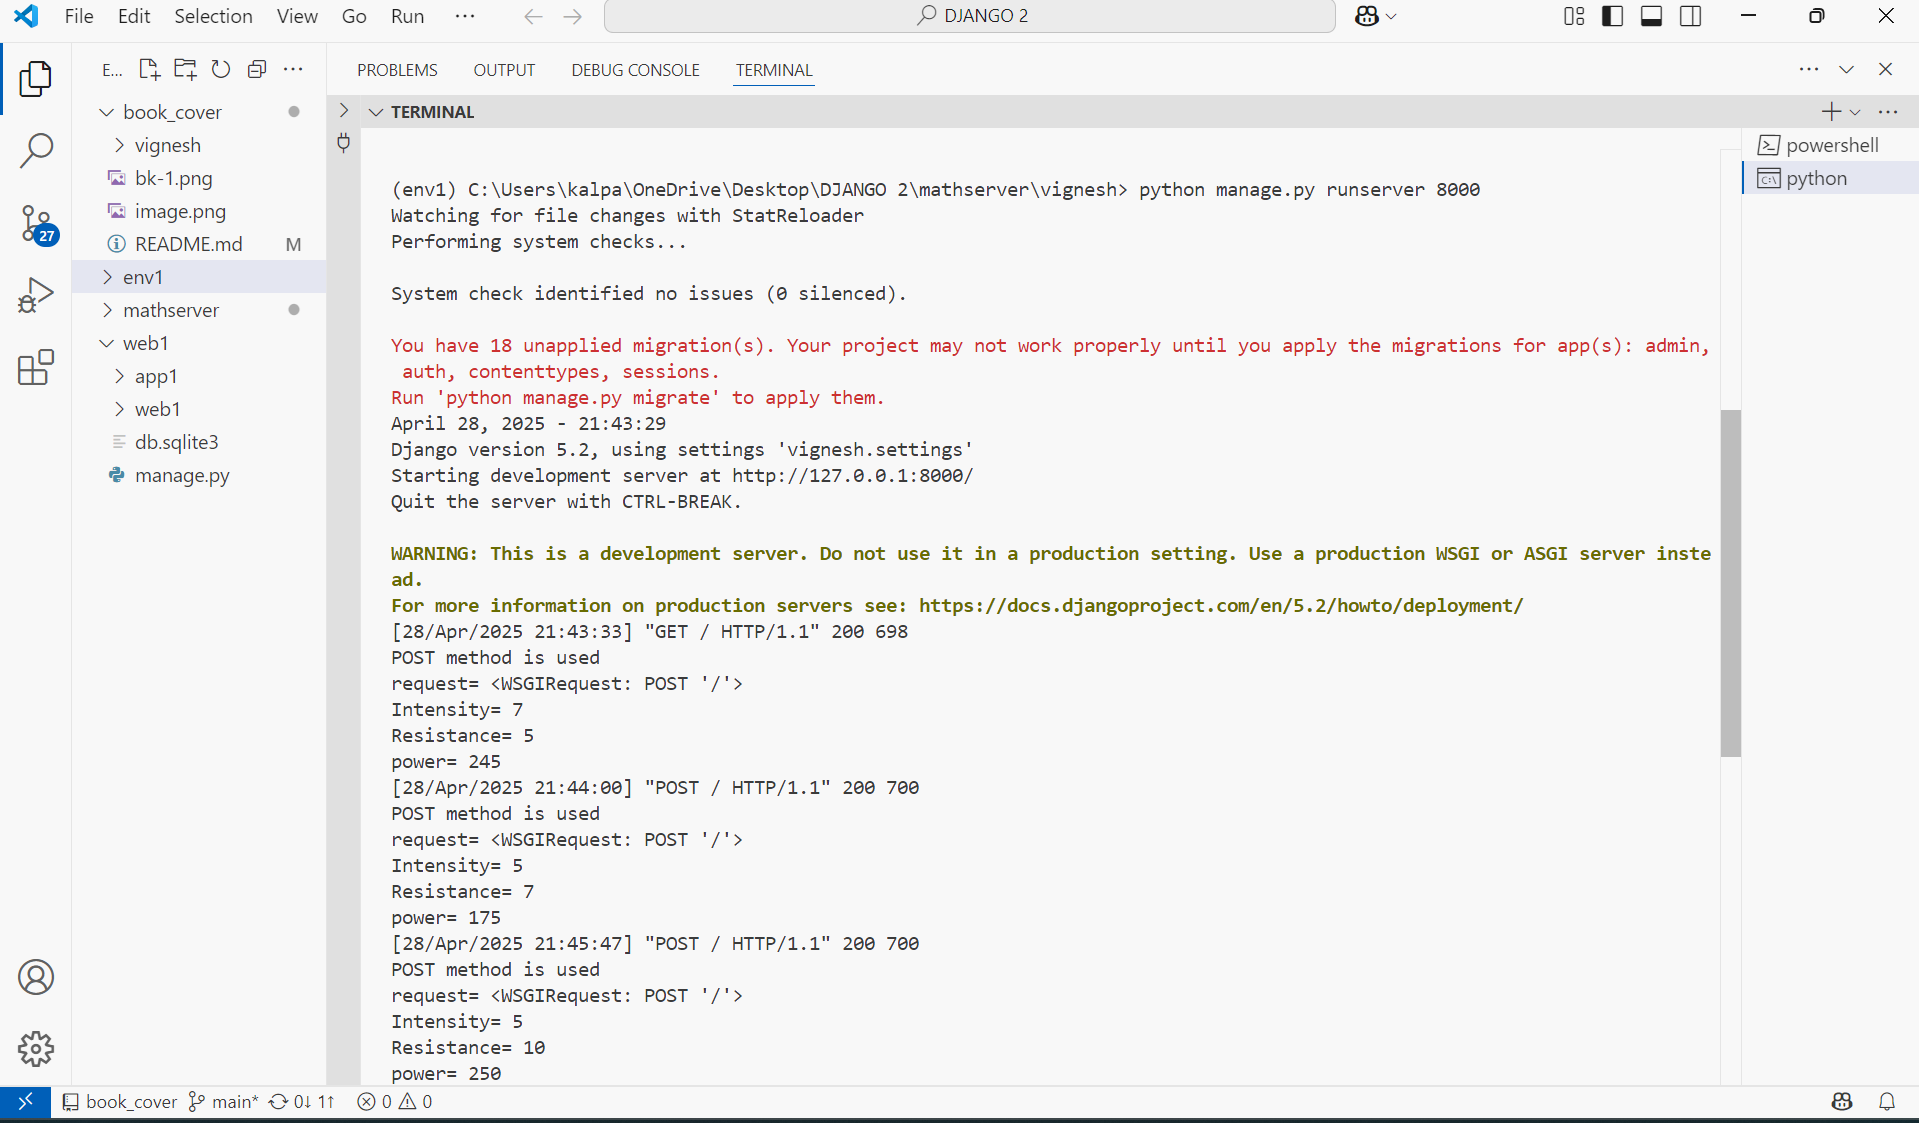 File Edit Selection View Go Run ··· DJANGO 2
E... ···
book_cover
vignesh
bk-1.png
image.png
README.md M
env1
mathserver
web1
app1
web1
db.sqlite3
manage.py
27
PROBLEMS OUTPUT DEBUG CONSOLE TERMINAL ···
TERMINAL ···
powershell
python
(env1) C:\Users\kalpa\OneDrive\Desktop\DJANGO 2\mathserver\vignesh> python manage.py runserver 8000
Watching for file changes with StatReloader
Performing system checks...
System check identified no issues (0 silenced).
You have 18 unapplied migration(s). Your project may not work properly until you apply the migrations for app(s): admin,
auth, contenttypes, sessions.
Run 'python manage.py migrate' to apply them.
April 28, 2025 - 21:43:29
Django version 5.2, using settings 'vignesh.settings'
Starting development server at http://127.0.0.1:8000/
Quit the server with CTRL-BREAK.
WARNING: This is a development server. Do not use it in a production setting. Use a production WSGI or ASGI server inste
ad.
For more information on production servers see: https://docs.djangoproject.com/en/5.2/howto/deployment/
[28/Apr/2025 21:43:33] "GET / HTTP/1.1" 200 698
POST method is used
request= <WSGIRequest: POST '/'>
Intensity= 7
Resistance= 5
power= 245
[28/Apr/2025 21:44:00] "POST / HTTP/1.1" 200 700
POST method is used
request= <WSGIRequest: POST '/'>
Intensity= 5
Resistance= 7
power= 175
[28/Apr/2025 21:45:47] "POST / HTTP/1.1" 200 700
POST method is used
request= <WSGIRequest: POST '/'>
Intensity= 5
Resistance= 10
power= 250
book_cover main* 0↓ 1↑ 0 0